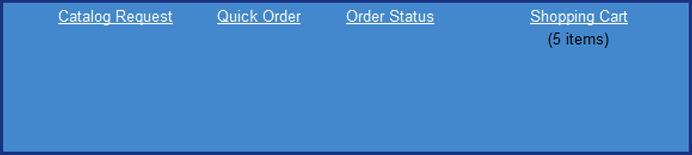 Catalog Request Quick Order Order Status Shopping Cart
(5 items)